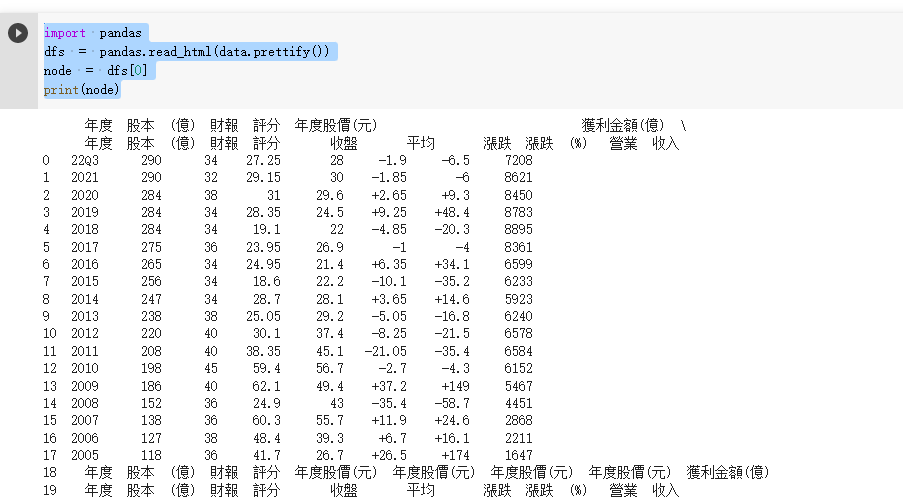 import pandas
dfs = pandas.read_html(data.prettify())
node = dfs[0]
print(node)
年度 股本 (億) 財報 評分 年度股價(元) 獲利金額(億) \
年度 股本 (億) 財報 評分 收盤 平均 漲跌 漲跌 (%) 營業 收入
0 22Q3 290 34 27.25 28 -1.9 -6.5 7208
1 2021 290 32 29.15 30 -1.85 -6 8621
2 2020 284 38 31 29.6 +2.65 +9.3 8450
3 2019 284 34 28.35 24.5 +9.25 +48.4 8783
4 2018 284 34 19.1 22 -4.85 -20.3 8895
5 2017 275 36 23.95 26.9 -1 -4 8361
6 2016 265 34 24.95 21.4 +6.35 +34.1 6599
7 2015 256 34 18.6 22.2 -10.1 -35.2 6233
8 2014 247 34 28.7 28.1 +3.65 +14.6 5923
9 2013 238 38 25.05 29.2 -5.05 -16.8 6240
10 2012 220 40 30.1 37.4 -8.25 -21.5 6578
11 2011 208 40 38.35 45.1 -21.05 -35.4 6584
12 2010 198 45 59.4 56.7 -2.7 -4.3 6152
13 2009 186 40 62.1 49.4 +37.2 +149 5467
14 2008 152 36 24.9 43 -35.4 -58.7 4451
15 2007 138 36 60.3 55.7 +11.9 +24.6 2868
16 2006 127 38 48.4 39.3 +6.7 +16.1 2211
17 2005 118 36 41.7 26.7 +26.5 +174 1647
18 年度 股本 (億) 財報 評分 年度股價(元) 年度股價(元) 年度股價(元) 年度股價(元) 獲利金額(億)
19 年度 股本 (億) 財報 評分 收盤 平均 漲跌 漲跌 (%) 營業 收入